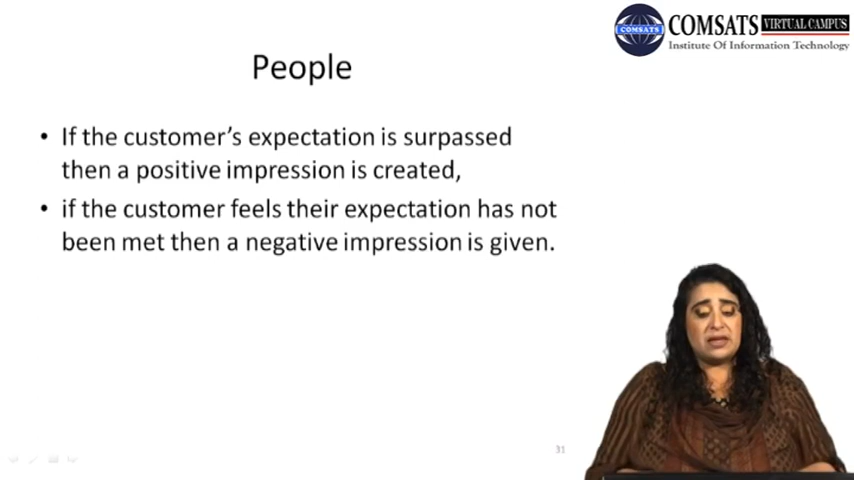 COMSATS VIRTUAL CAMPUS
COMSATS
Institute Of Information Technology
People
• If the customer's expectation is surpassed
then a positive impression is created,
• if the customer feels their expectation has not
been met then a negative impression is given.
31